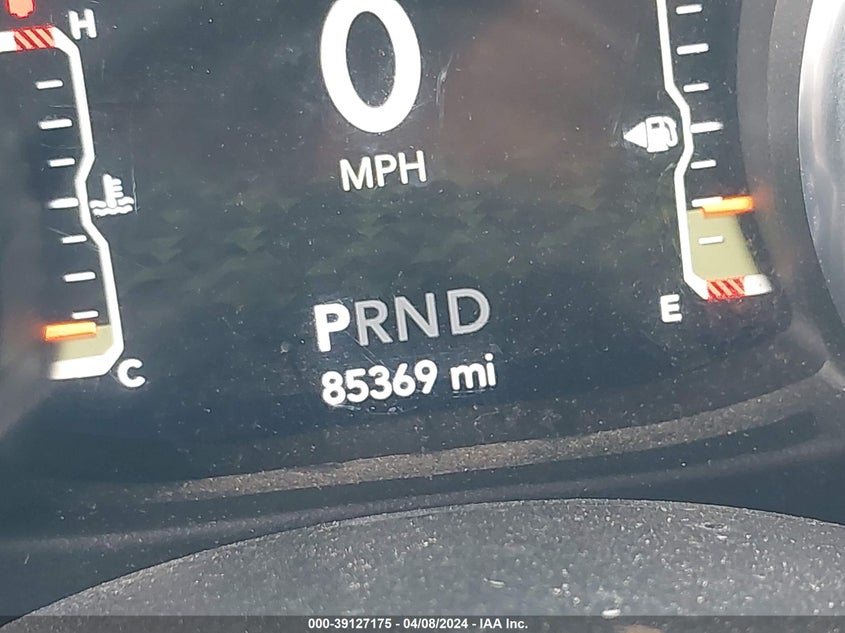 H
0
MPH
E
PRND
85369 mi
C
000-39127175 - 04/08/2024 - IAA Inc.